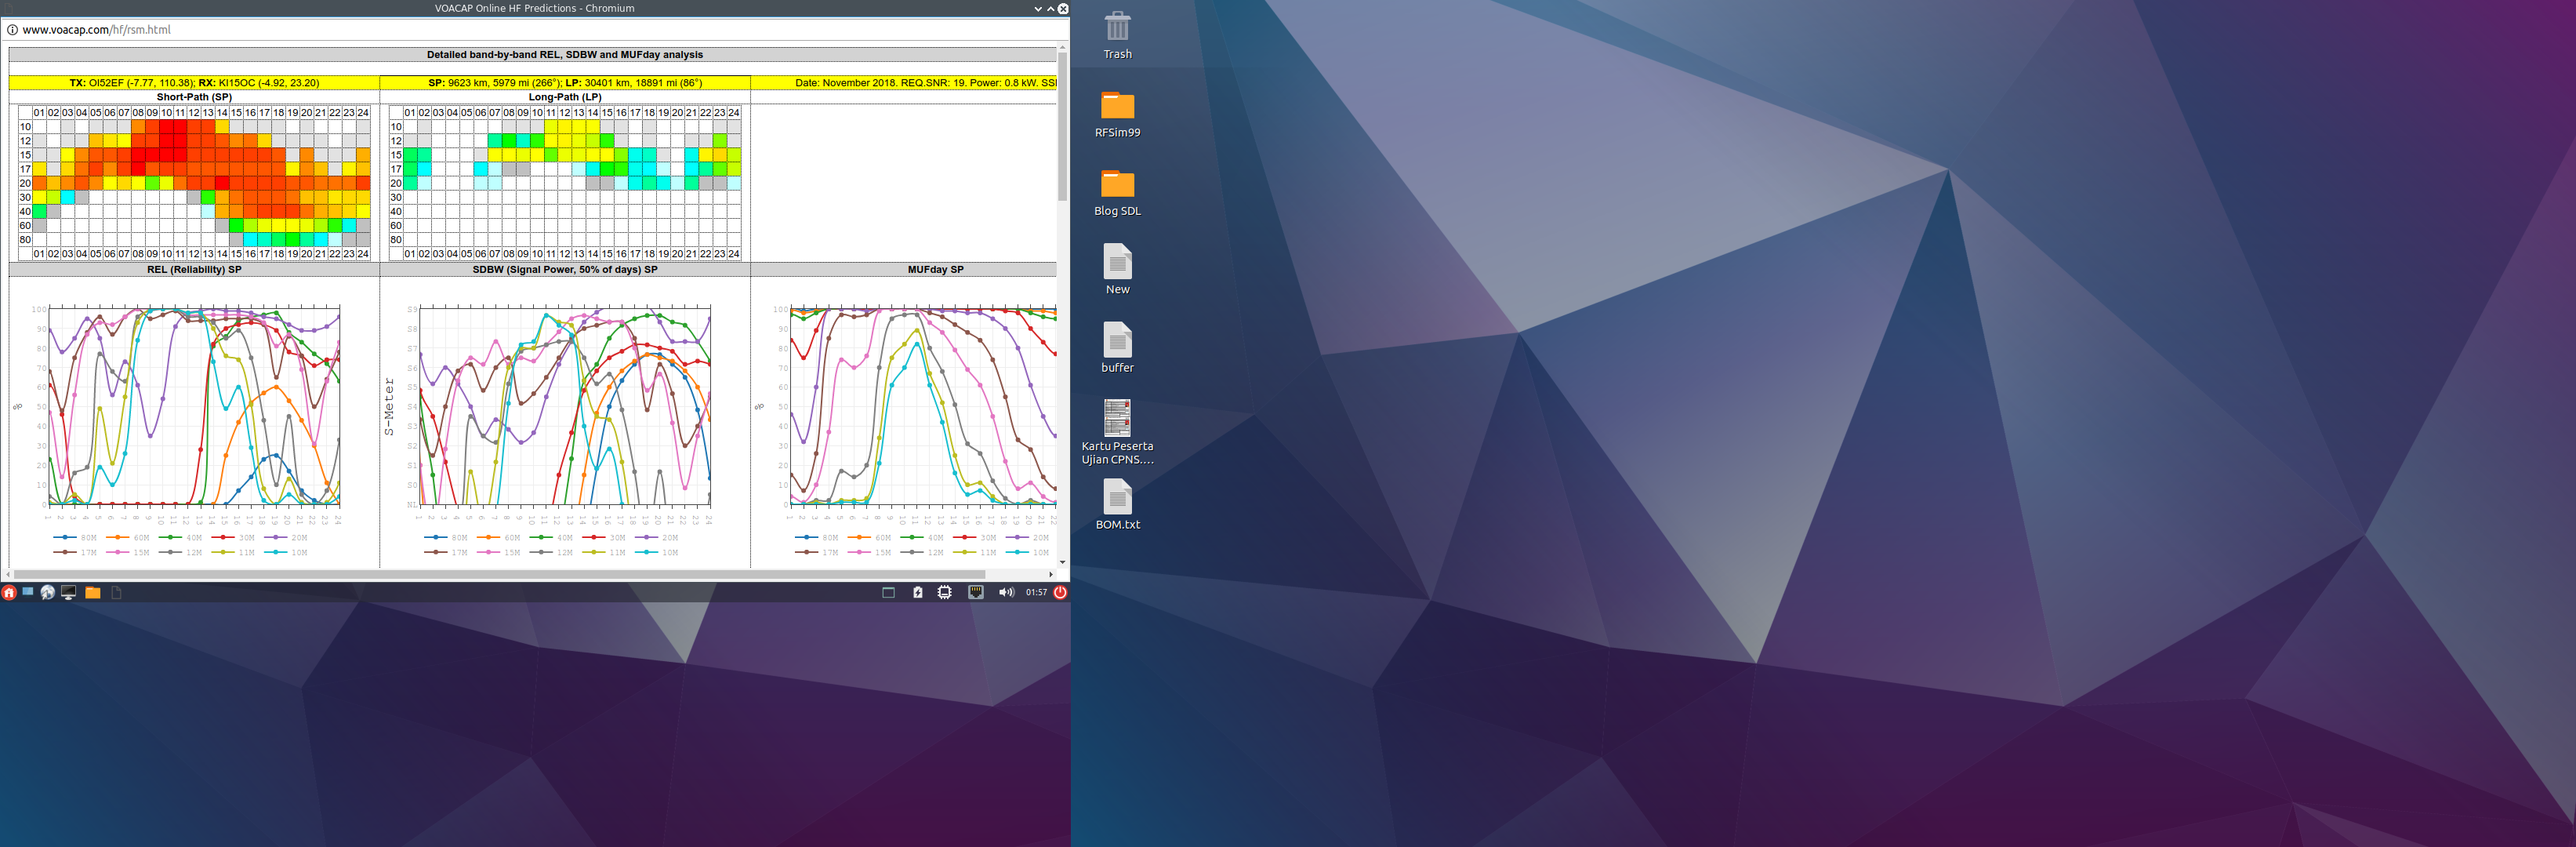 VOACAP Online HF Predictions - Chromium
www.voacap.com/hf/rsm.html
Detailed band-by-band REL, SDBW and MUFday analysis
TX: OI52EF (-7.77, 110.38); RX: KI15OC (-4.92, 23.20)
SP: 9623 km, 5979 mi (266°); LP: 30401 km, 18891 mi (86°)
Date: November 2018. REQ.SNR: 19. Power: 0.8 kW. SSI
Short-Path (SP)
Long-Path (LP)
01 02 03 04 05 06 07 08 09 10 11 12 13 14 15 16 17 18 19 20 21 22 23 24
10
12
15
17
20
30
40
60
80
01 02 03 04 05 06 07 08 09 10 11 12 13 14 15 16 17 18 19 20 21 22 23 24
01 02 03 04 05 06 07 08 09 10 11 12 13 14 15 16 17 18 19 20 21 22 23 24
10
12
15
17
20
30
40
60
80
01 02 03 04 05 06 07 08 09 10 11 12 13 14 15 16 17 18 19 20 21 22 23 24
REL (Reliability) SP
SDBW (Signal Power, 50% of days) SP
MUFday SP
100
90
80
70
60
50
40
30
20
10
0
%
1 2 3 4 5 6 7 8 9 10 11 12 13 14 15 16 17 18 19 20 21 22 23 24
80M 60M 40M 30M 20M
17M 15M 12M 11M 10M
S9
S8
S7
S6
S5
S4
S3
S2
S1
S0
NL
S-Meter
1 2 3 4 5 6 7 8 9 10 11 12 13 14 15 16 17 18 19 20 21 22 23 24
80M 60M 40M 30M 20M
17M 15M 12M 11M 10M
100
90
80
70
60
50
40
30
20
10
0
%
1 2 3 4 5 6 7 8 9 10 11 12 13 14 15 16 17 18 19 20 21 22
80M 60M 40M 30M 20M
17M 15M 12M 11M 10M
01:57
Trash
RFSim99
Blog SDL
New
buffer
Kartu Peserta
Ujian CPNS....
BOM.txt